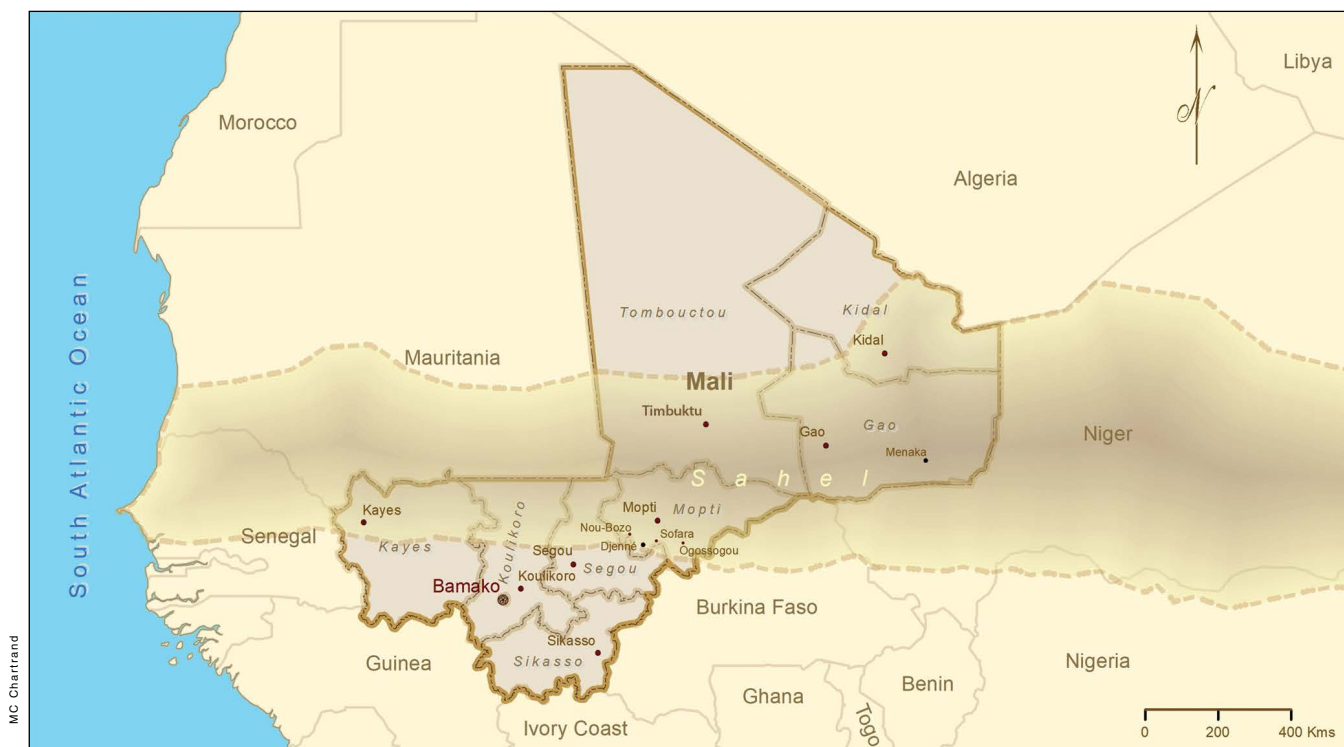 Libya
Morocco
N
Algeria
Tombouctou
Kidal
Kidal
Mauritania
Mali
Timbuktu
Gao
Gao
Menaka
Niger
South Atlantic Ocean
Sahel
Kayes
Kayes
Koulikoro
Mopti
Mopti
Nou-Bozo
Sofara
Djenné
Ogossogou
Senegal
Segou
Segou
Koulikoro
Bamako
Burkina Faso
Sikasso
Sikasso
Guinea
Nigeria
Benin
Ghana
Togo
Ivory Coast
0 200 400 Kms
MC Chartrand